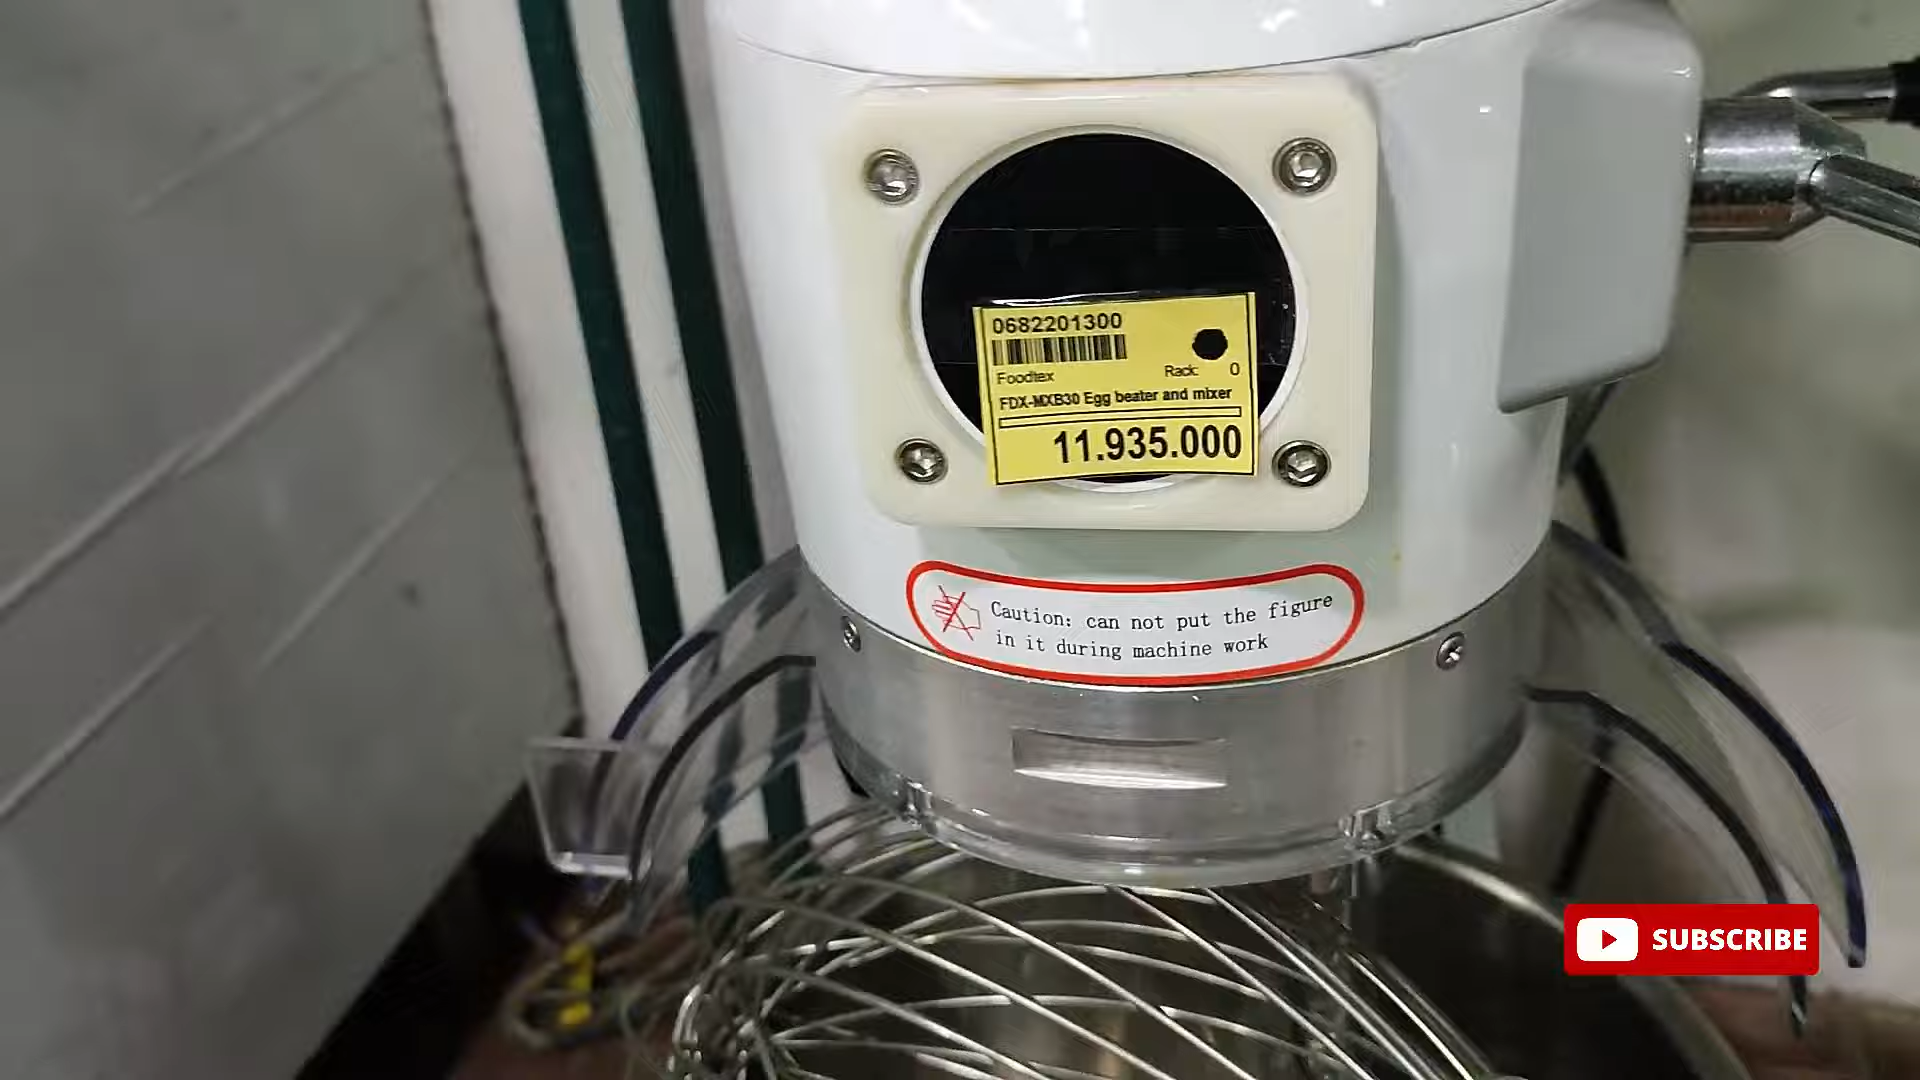 0682201300
Foodtex
Rack: 0
FDX-MXB30 Egg beater and mixer
11.935.000
Caution: can not put the figure
in it during machine work
SUBSCRIBE